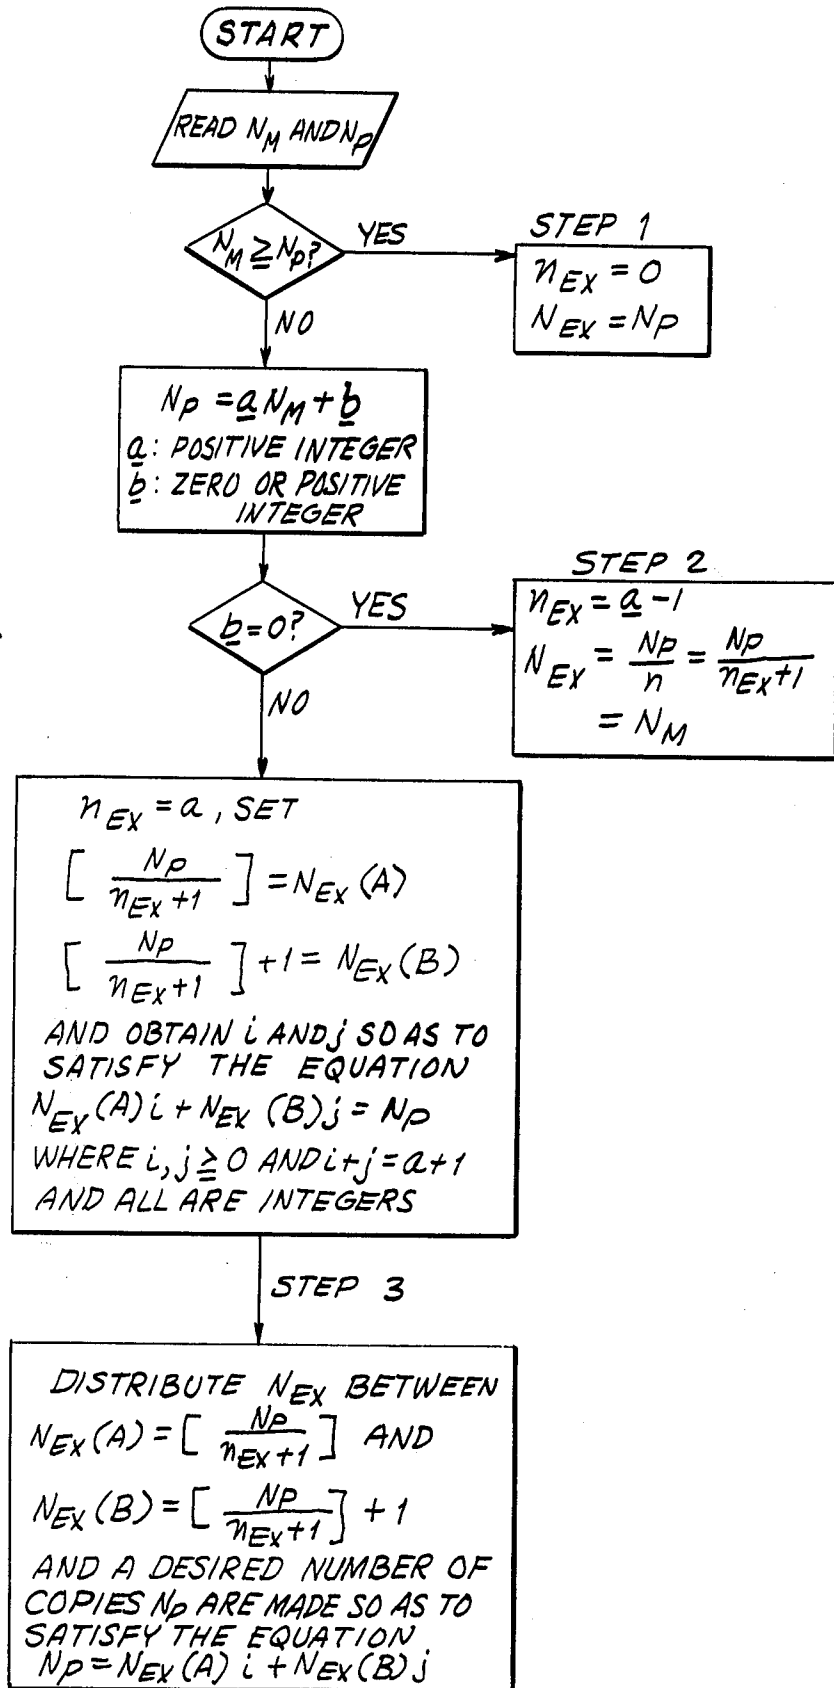 START
READ N_M AND N_P
N_M ≧ N_P?
YES
STEP 1
n_EX = 0
N_EX = N_P
NO
N_P = a N_M + b
a: POSITIVE INTEGER
b: ZERO OR POSITIVE
INTEGER
b = 0?
YES
STEP 2
n_EX = a - 1
N_EX = N_P/n = N_P/(n_EX+1)
= N_M
NO
n_EX = a, SET
[ N_P/(n_EX+1) ] = N_EX (A)
[ N_P/(n_EX+1) ] + 1 = N_EX (B)
AND OBTAIN i AND j SO AS TO
SATISFY THE EQUATION
N_EX (A) i + N_EX (B) j = N_P
WHERE i, j ≧ 0 AND i + j = a + 1
AND ALL ARE INTEGERS
STEP 3
DISTRIBUTE N_EX BETWEEN
N_EX (A) = [ N_P/(n_EX+1) ] AND
N_EX (B) = [ N_P/(n_EX+1) ] + 1
AND A DESIRED NUMBER OF
COPIES N_P ARE MADE SO AS TO
SATISFY THE EQUATION
N_P = N_EX (A) i + N_EX (B) j